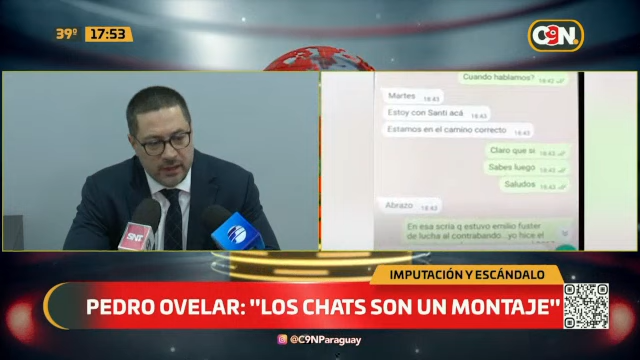 39º
17:53
C9N
Cuando hablamos?
18:43
Martes
18:43
Estoy con Santi acá
18:43
Estamos en el camino correcto
18:43
Claro que si
18:43
Sabes luego
18:43
Saludos
18:43
Abrazo
18:43
En esa scria q estuvo emilio fuster
de lucha al contrabando...yo hice el
SNT
IMPUTACIÓN Y ESCÁNDALO
PEDRO OVELAR: "LOS CHATS SON UN MONTAJE"
@C9NParaguay